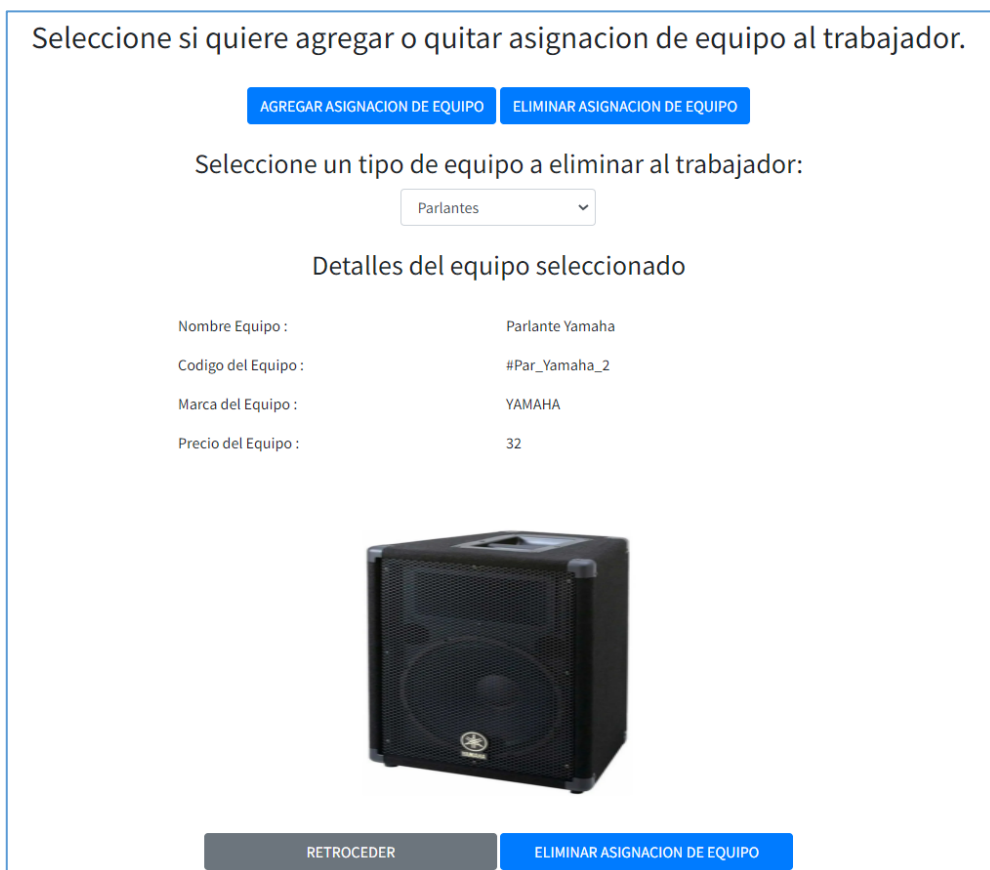 Seleccione si quiere agregar o quitar asignacion de equipo al trabajador.
AGREGAR ASIGNACION DE EQUIPO ELIMINAR ASIGNACION DE EQUIPO
Seleccione un tipo de equipo a eliminar al trabajador:
Parlantes
Detalles del equipo seleccionado
Nombre Equipo : Parlante Yamaha
Codigo del Equipo : #Par_Yamaha_2
Marca del Equipo : YAMAHA
Precio del Equipo : 32
YAMAHA
RETROCEDER ELIMINAR ASIGNACION DE EQUIPO